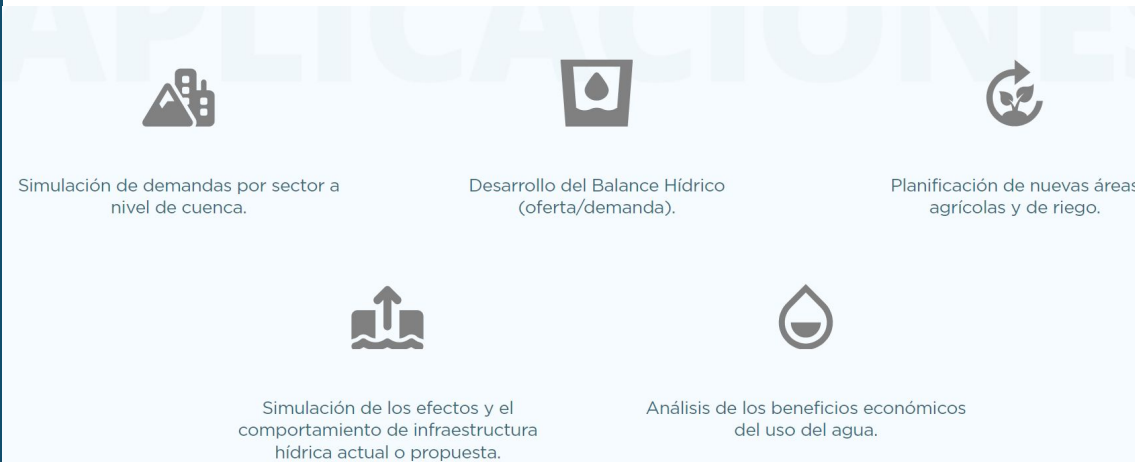 APLICACIONES
Simulación de demandas por sector a
nivel de cuenca.
Desarrollo del Balance Hídrico
(oferta/demanda).
Planificación de nuevas áreas
agrícolas y de riego.
Simulación de los efectos y el
comportamiento de infraestructura
hídrica actual o propuesta.
Análisis de los beneficios económicos
del uso del agua.